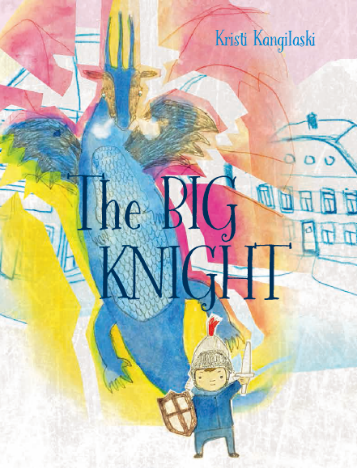 Kristi Kangilaski
The BIG
KNIGHT